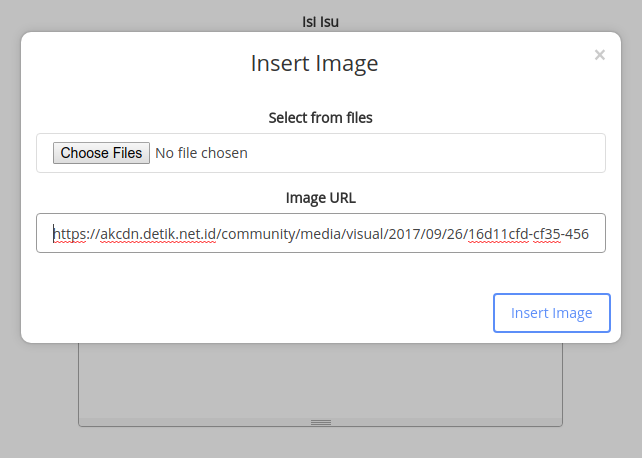 Isi Isu
Insert Image
×
Select from files
Choose Files No file chosen
Image URL
https://akcdn.detik.net.id/community/media/visual/2017/09/26/16d11cfd-cf35-456
Insert Image